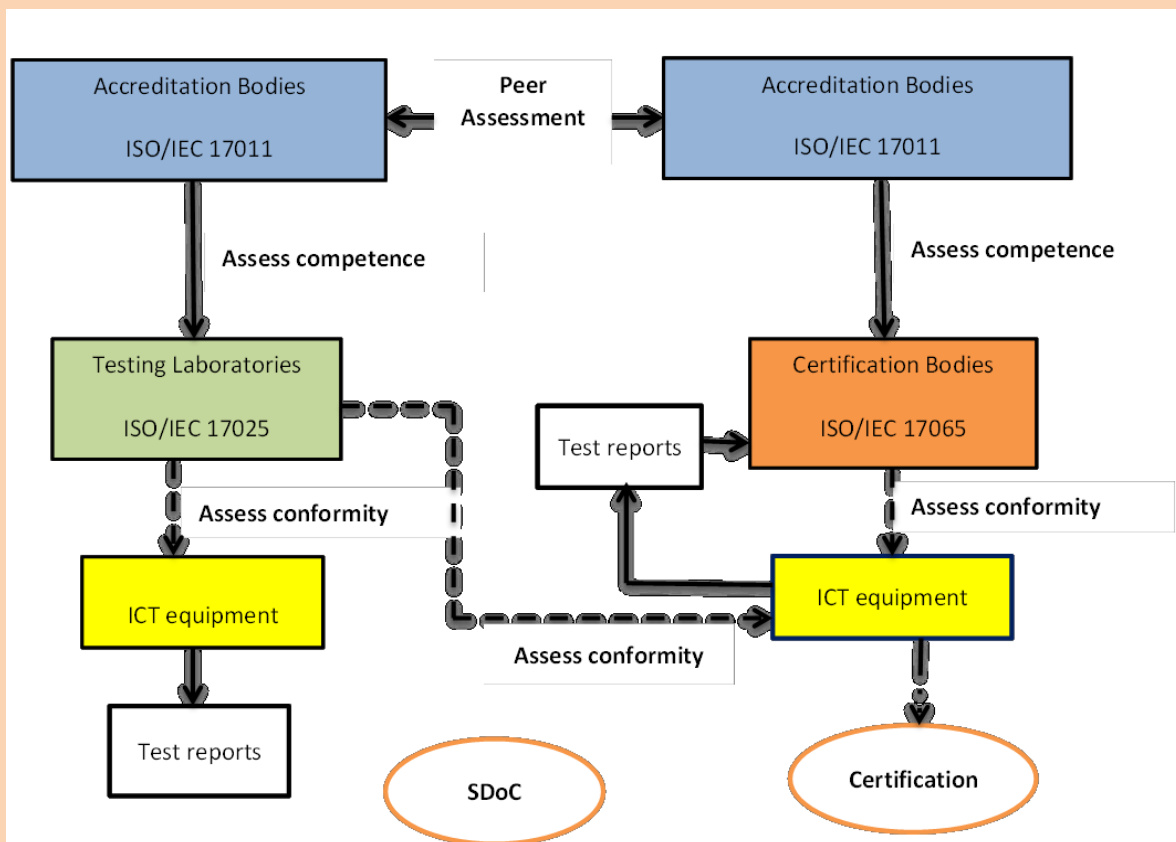 Accreditation Bodies
ISO/IEC 17011
Peer
Assessment
Accreditation Bodies
ISO/IEC 17011
Assess competence
Assess competence
Testing Laboratories
ISO/IEC 17025
Certification Bodies
ISO/IEC 17065
Test reports
Assess conformity
Assess conformity
ICT equipment
ICT equipment
Assess conformity
Test reports
SDoC
Certification